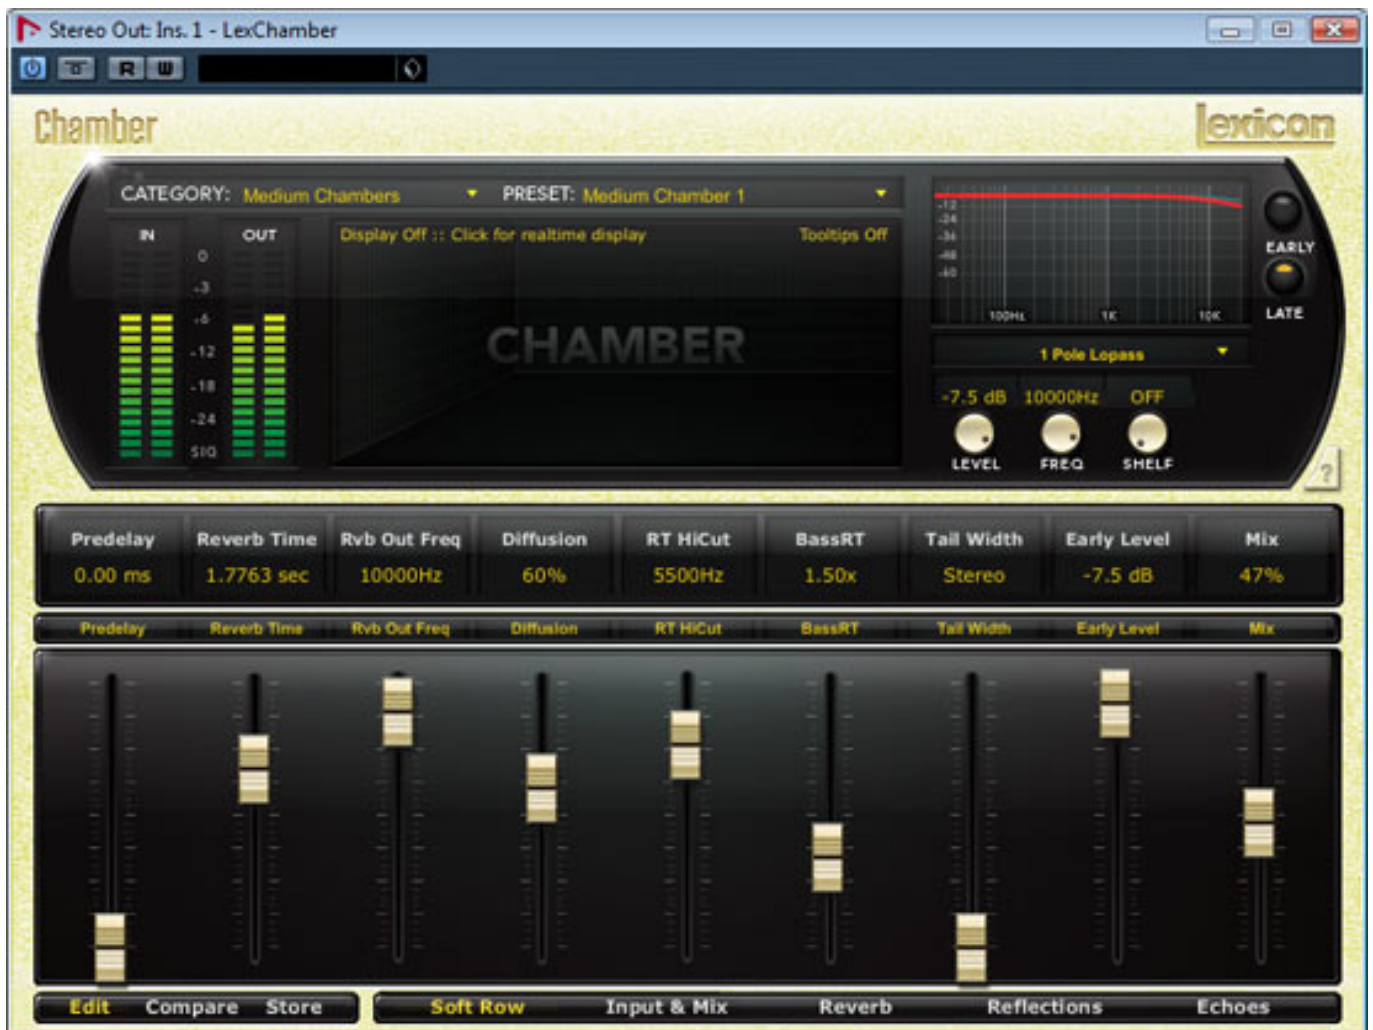 Stereo Out: Ins. 1 - LexChamber
R W
Chamber
lexicon
CATEGORY: Medium Chambers PRESET: Medium Chamber 1
IN OUT
Display Off :: Click for realtime display Tooltips Off
0
-3
-6
-12
-18
-24
SIG
CHAMBER
-12
-24
-36
-48
-60
100Hz 1K 10K
EARLY
LATE
1 Pole Lopass
-7.5 dB 10000Hz OFF
LEVEL FREQ SHELF
?
Predelay Reverb Time Rvb Out Freq Diffusion RT HiCut BassRT Tail Width Early Level Mix
0.00 ms 1.7763 sec 10000Hz 60% 5500Hz 1.50x Stereo -7.5 dB 47%
Predelay Reverb Time Rvb Out Freq Diffusion RT HiCut BassRT Tail Width Early Level Mix
Edit Compare Store Soft Row Input & Mix Reverb Reflections Echoes